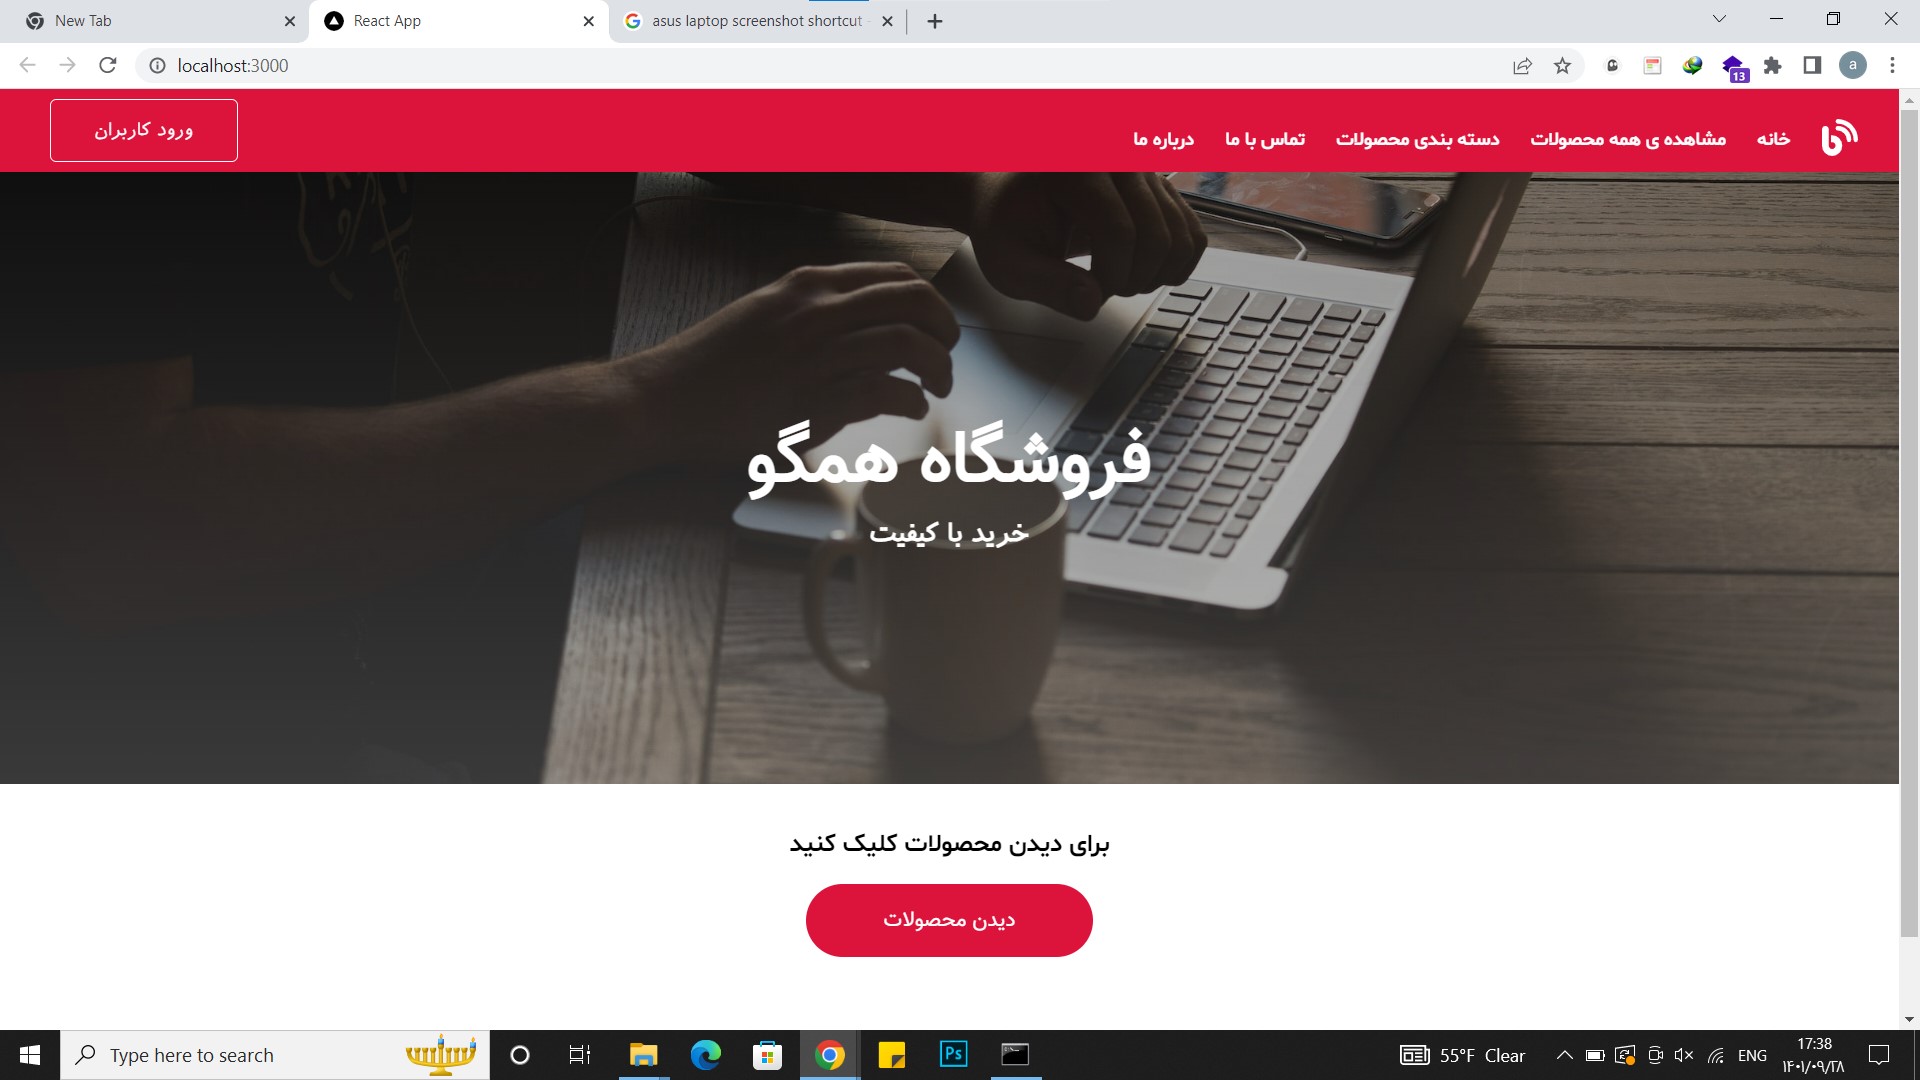 New Tab
React App
asus laptop screenshot shortcut -
localhost:3000
13
a
خانه
مشاهده ی همه محصولات
دسته بندی محصولات
تماس با ما
درباره ما
ورود کاربران
فروشگاه همگو
خرید با کیفیت
برای دیدن محصولات کلیک کنید
دیدن محصولات
Type here to search
Ps
55°F Clear
ENG
17:38
۱۴۰۱/۰۹/۲۸